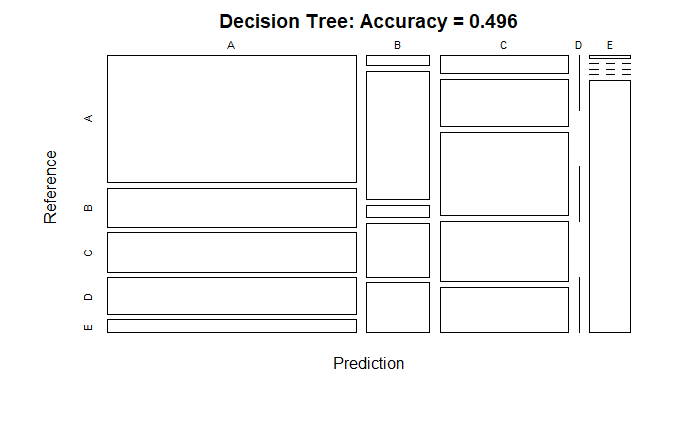 Decision Tree: Accuracy = 0.496
A B C D E
A
B
C
D
E
Reference
Prediction